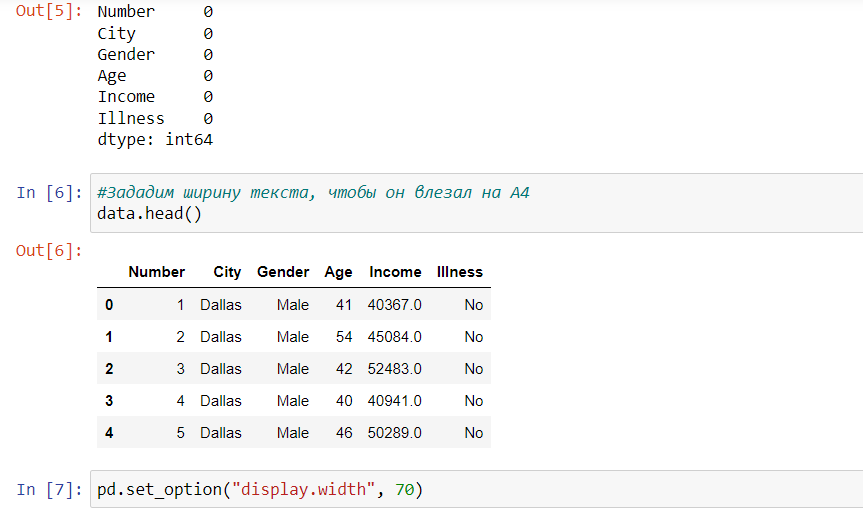 Out[5]: Number 0
City 0
Gender 0
Age 0
Income 0
Illness 0
dtype: int64
In [6]: #Зададим ширину текста, чтобы он влезал на А4
data.head()
Out[6]:
Number City Gender Age Income Illness
0 1 Dallas Male 41 40367.0 No
1 2 Dallas Male 54 45084.0 No
2 3 Dallas Male 42 52483.0 No
3 4 Dallas Male 40 40941.0 No
4 5 Dallas Male 46 50289.0 No
In [7]: pd.set_option("display.width", 70)